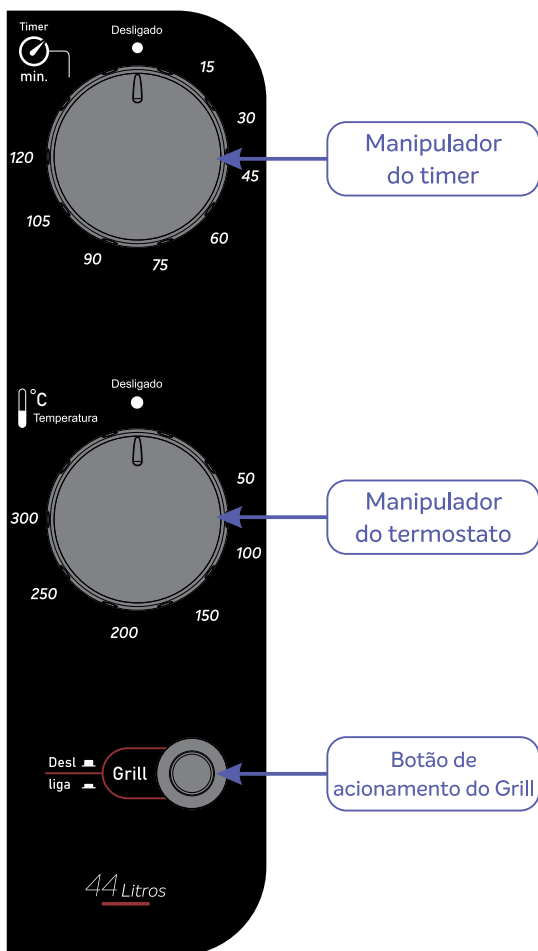 Timer
min.
Desligado
15
30
45
60
75
90
105
120
Manipulador
do timer
°C
Temperatura
Desligado
50
100
150
200
250
300
Manipulador
do termostato
Desl
liga
Grill
Botão de
acionamento do Grill
44 Litros